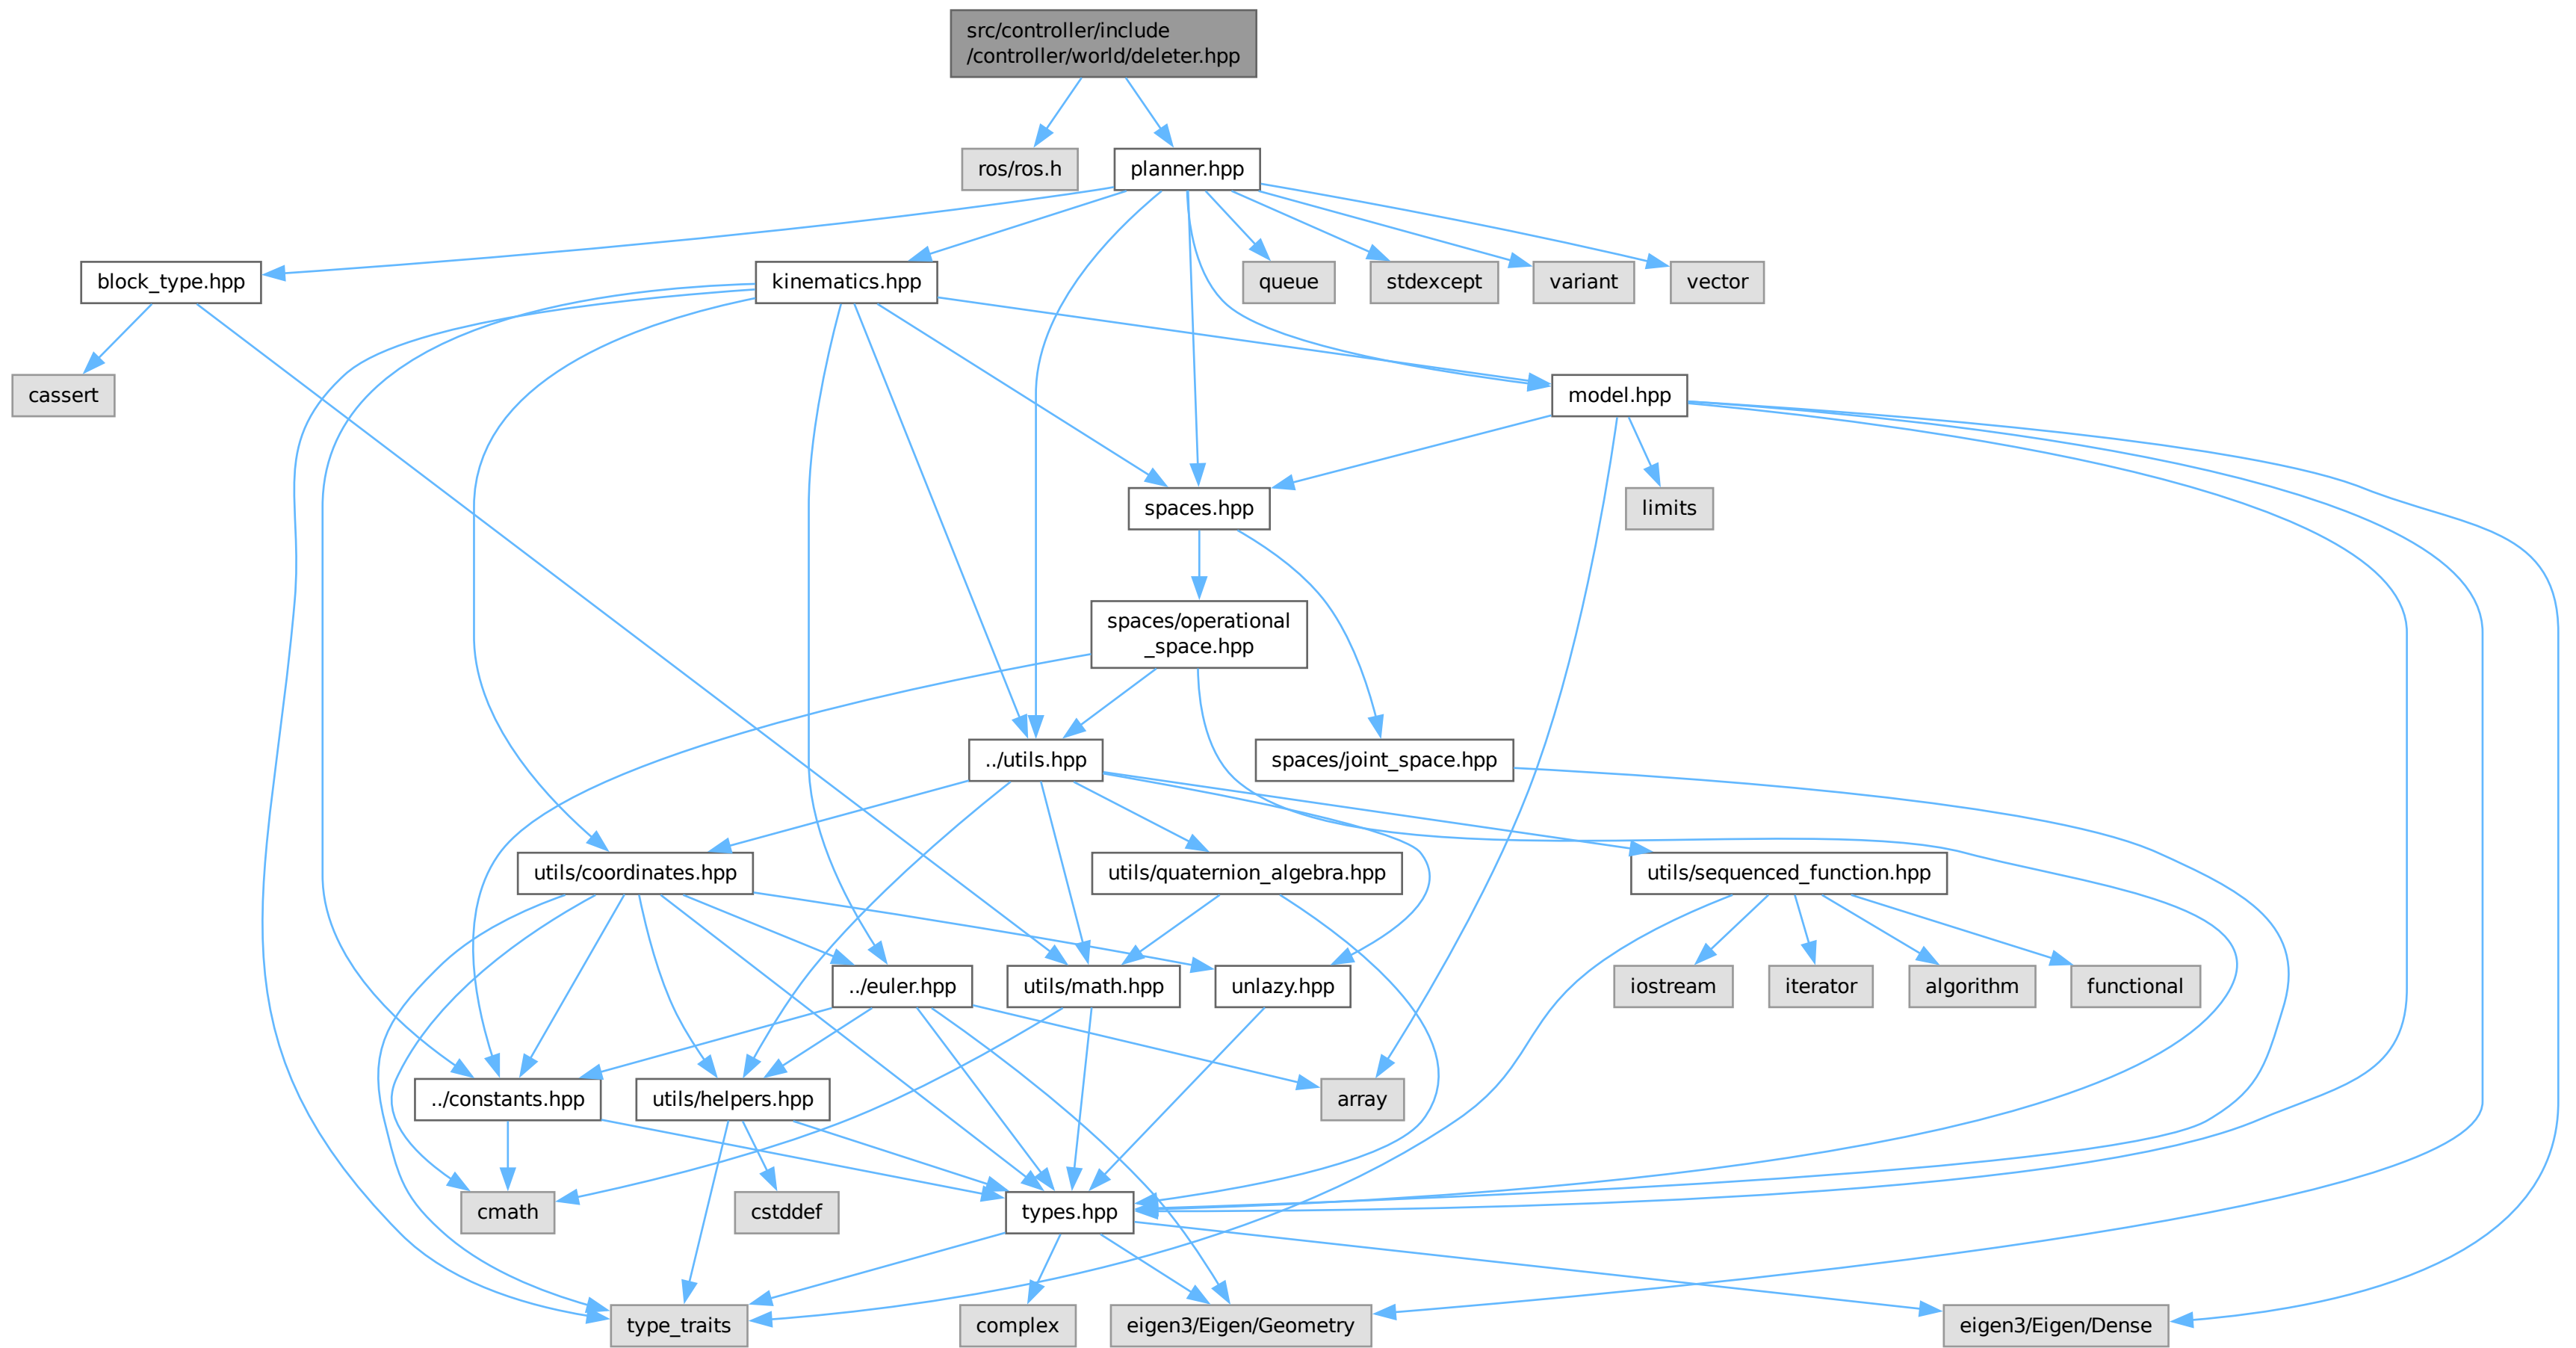 src/controller/include
/controller/world/deleter.hpp
ros/ros.h
planner.hpp
block_type.hpp
kinematics.hpp
queue
stdexcept
variant
vector
cassert
model.hpp
spaces.hpp
limits
spaces/operational
_space.hpp
../utils.hpp
spaces/joint_space.hpp
utils/coordinates.hpp
utils/quaternion_algebra.hpp
utils/sequenced_function.hpp
../euler.hpp
utils/math.hpp
unlazy.hpp
iostream
iterator
algorithm
functional
../constants.hpp
utils/helpers.hpp
array
cmath
cstddef
types.hpp
type_traits
complex
eigen3/Eigen/Geometry
eigen3/Eigen/Dense